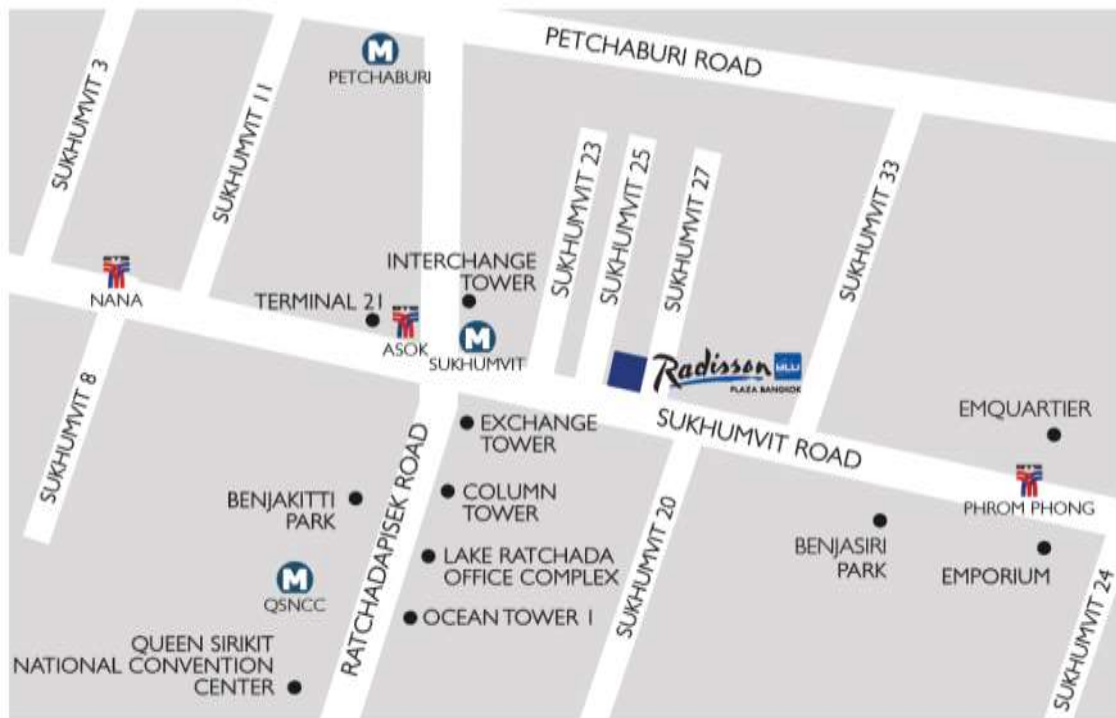 PETCHABURI ROAD
M
PETCHABURI
SUKHUMVIT 3
SUKHUMVIT 11
SUKHUMVIT 23
SUKHUMVIT 25
SUKHUMVIT 27
SUKHUMVIT 33
NANA
TERMINAL 21
ASOK
INTERCHANGE
TOWER
M
SUKHUMVIT
Radisson
BLU
PLAZA BANGKOK
SUKHUMVIT ROAD
EMQUARTIER
PHROM PHONG
SUKHUMVIT 8
EXCHANGE
TOWER
BENJAKITTI
PARK
RATCHADAPISEK ROAD
COLUMN
TOWER
LAKE RATCHADA
OFFICE COMPLEX
OCEAN TOWER 1
SUKHUMVIT 20
BENJASIRI
PARK
EMPORIUM
SUKHUMVIT 24
M
QSNCC
QUEEN SIRIKIT
NATIONAL CONVENTION
CENTER